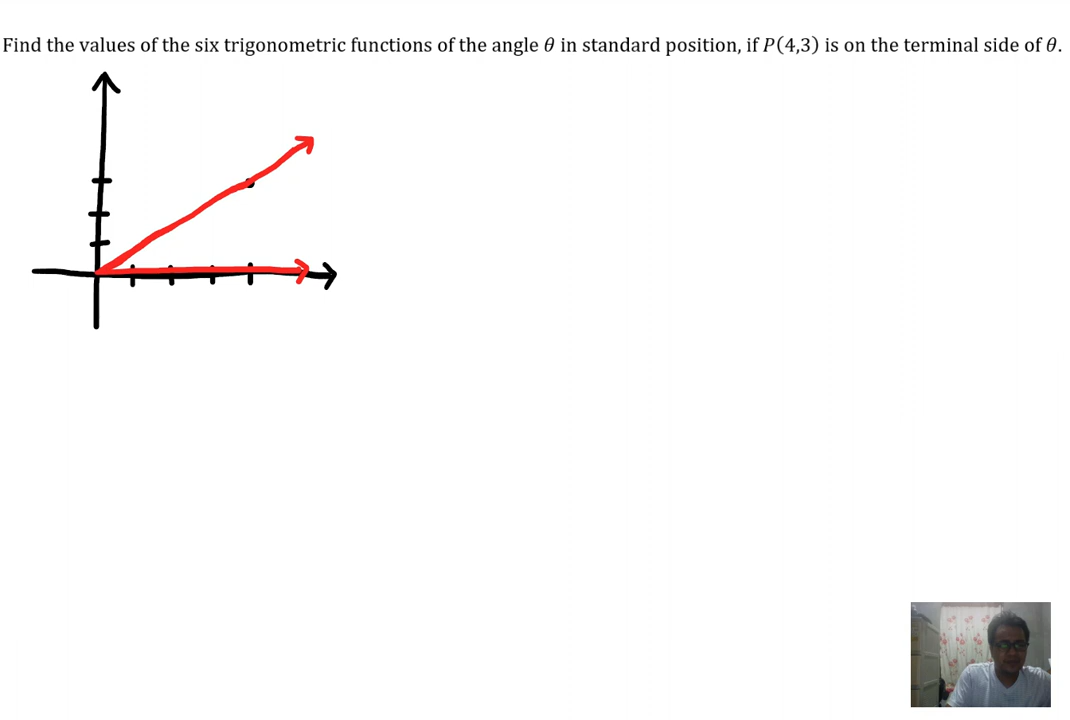 Find the values of the six trigonometric functions of the angle θ in standard position, if P(4,3) is on the terminal side of θ.